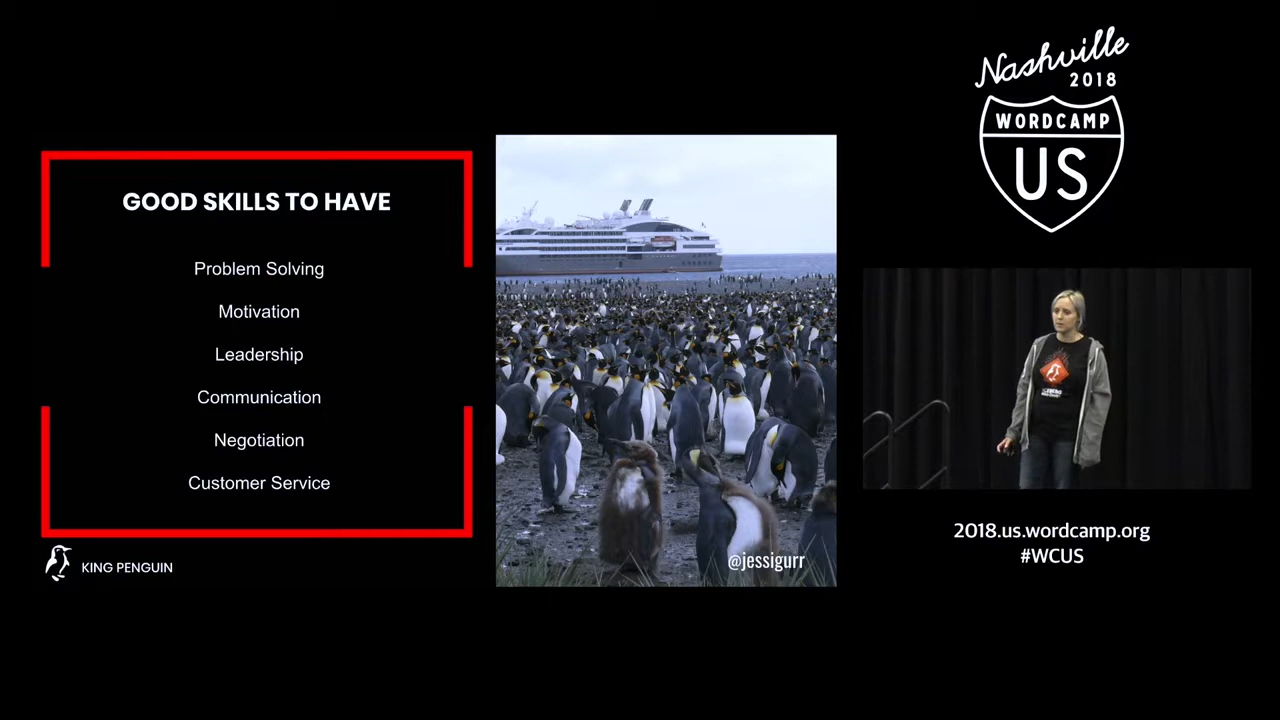 GOOD SKILLS TO HAVE
Problem Solving
Motivation
Leadership
Communication
Negotiation
Customer Service
KING PENGUIN
@jessigurr
Nashville
2018
WORDCAMP
US
2018.us.wordcamp.org
#WCUS